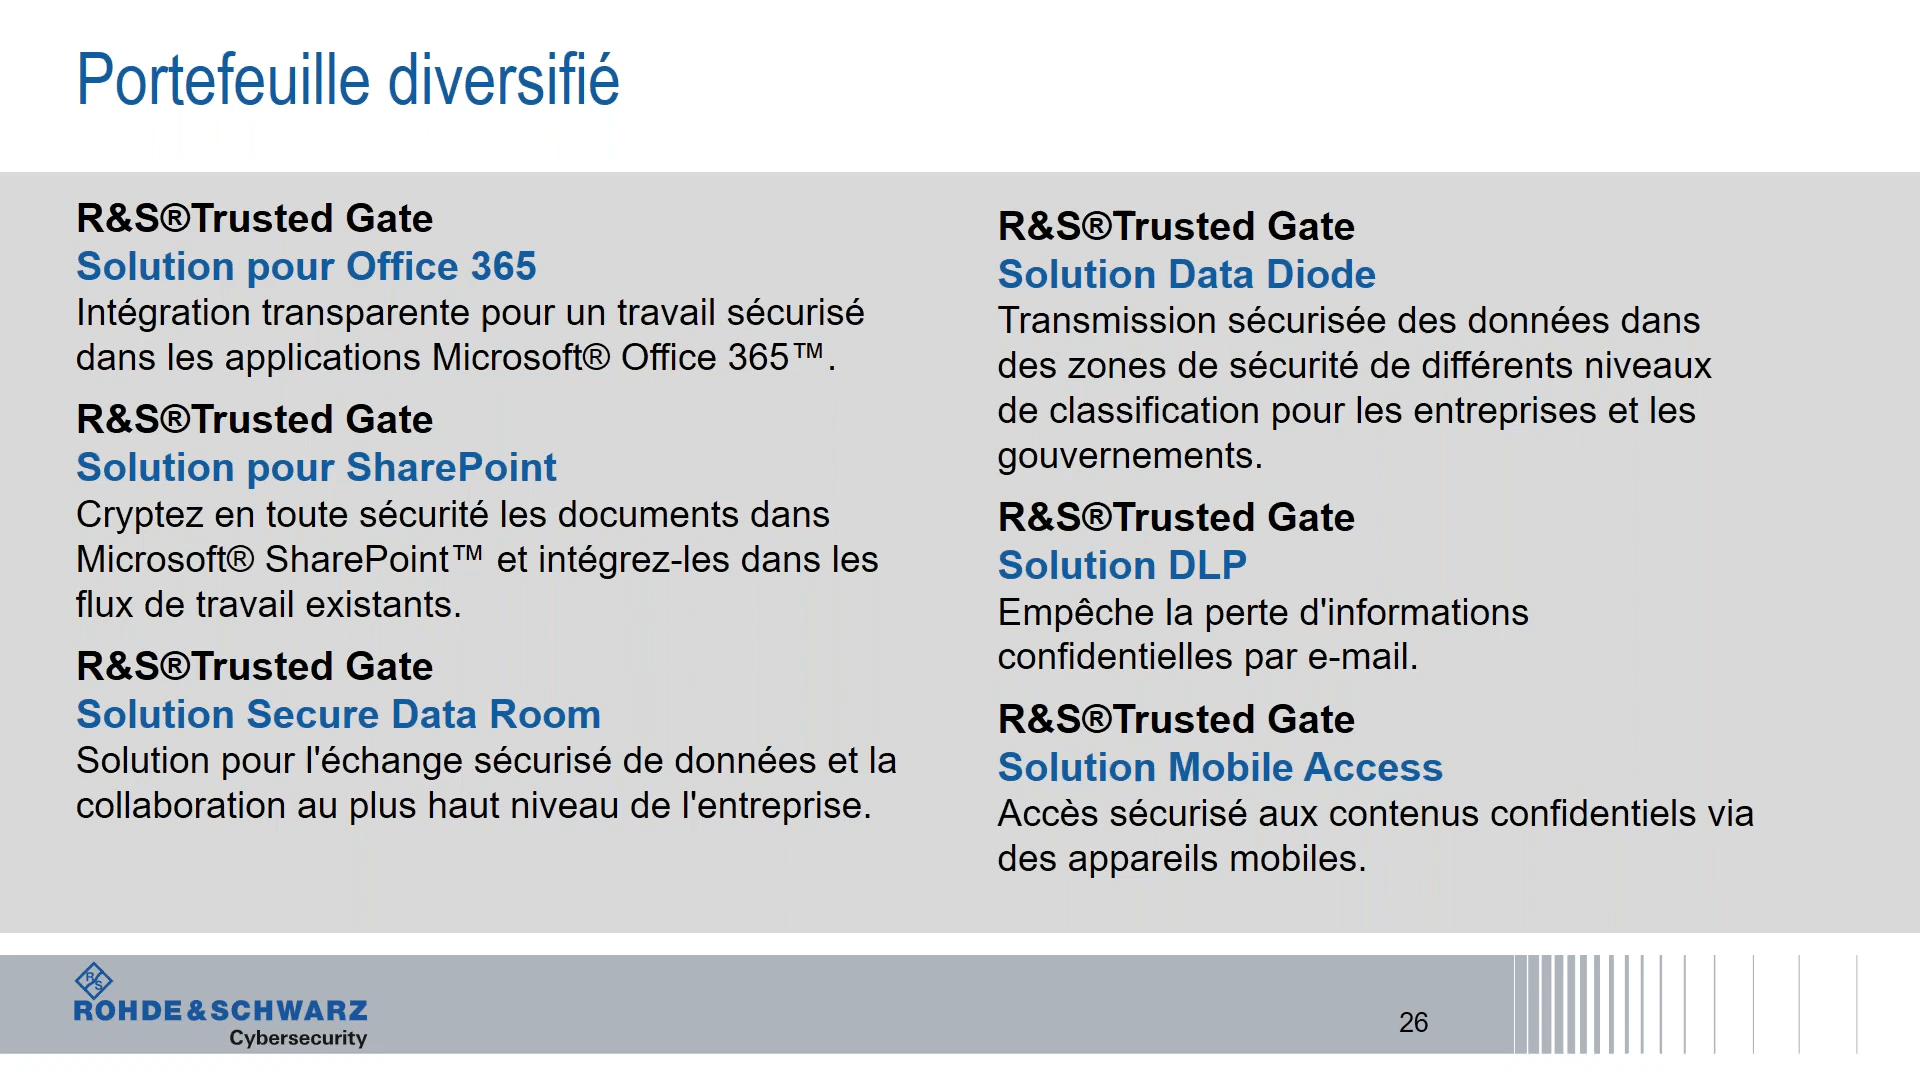 Portefeuille diversifié
R&S®Trusted Gate
Solution pour Office 365
Intégration transparente pour un travail sécurisé
dans les applications Microsoft® Office 365™.
R&S®Trusted Gate
Solution pour SharePoint
Cryptez en toute sécurité les documents dans
Microsoft® SharePoint™ et intégrez-les dans les
flux de travail existants.
R&S®Trusted Gate
Solution Secure Data Room
Solution pour l'échange sécurisé de données et la
collaboration au plus haut niveau de l'entreprise.
R&S®Trusted Gate
Solution Data Diode
Transmission sécurisée des données dans
des zones de sécurité de différents niveaux
de classification pour les entreprises et les
gouvernements.
R&S®Trusted Gate
Solution DLP
Empêche la perte d'informations
confidentielles par e-mail.
R&S®Trusted Gate
Solution Mobile Access
Accès sécurisé aux contenus confidentiels via
des appareils mobiles.
R S
ROHDE & SCHWARZ
Cybersecurity
26